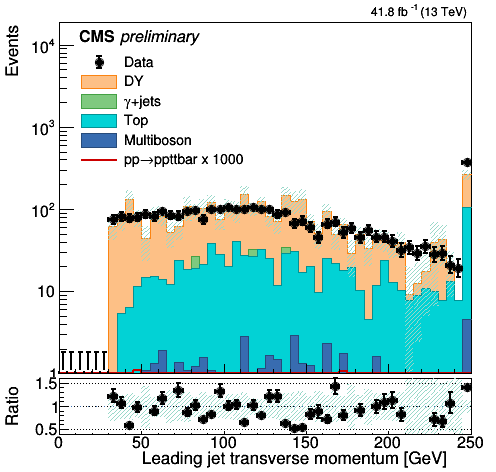 41.8 fb⁻¹ (13 TeV)
CMS preliminary
Data
DY
γ+jets
Top
Multiboson
pp→ppttbar x 1000
Events
10⁴
10³
10²
10
1
Ratio
1.5
1
0.5
0 50 100 150 200 250
Leading jet transverse momentum [GeV]